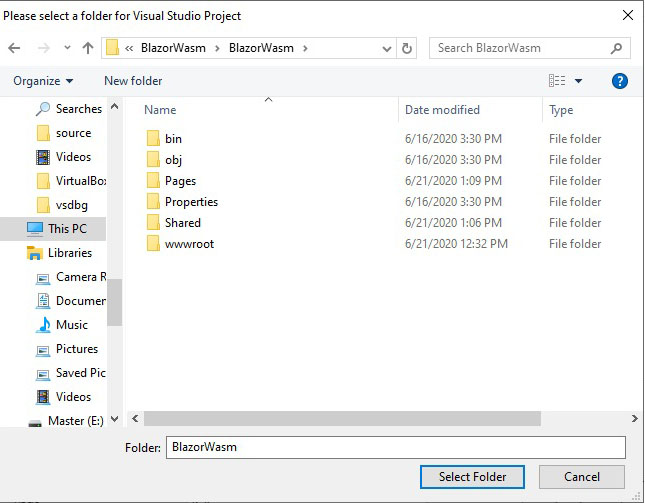 Please select a folder for Visual Studio Project
« BlazorWasm › BlazorWasm ›
Search BlazorWasm
Organize New folder
Name Date modified Type
Searches
source
Videos
VirtualBox
vsdbg
This PC
Libraries
Camera R
Documen
Music
Pictures
Saved Pic
Videos
Master (E:)
bin 6/16/2020 3:30 PM File folder
obj 6/16/2020 3:30 PM File folder
Pages 6/21/2020 1:09 PM File folder
Properties 6/16/2020 3:30 PM File folder
Shared 6/21/2020 1:06 PM File folder
wwwroot 6/21/2020 12:32 PM File folder
Folder: BlazorWasm
Select Folder Cancel